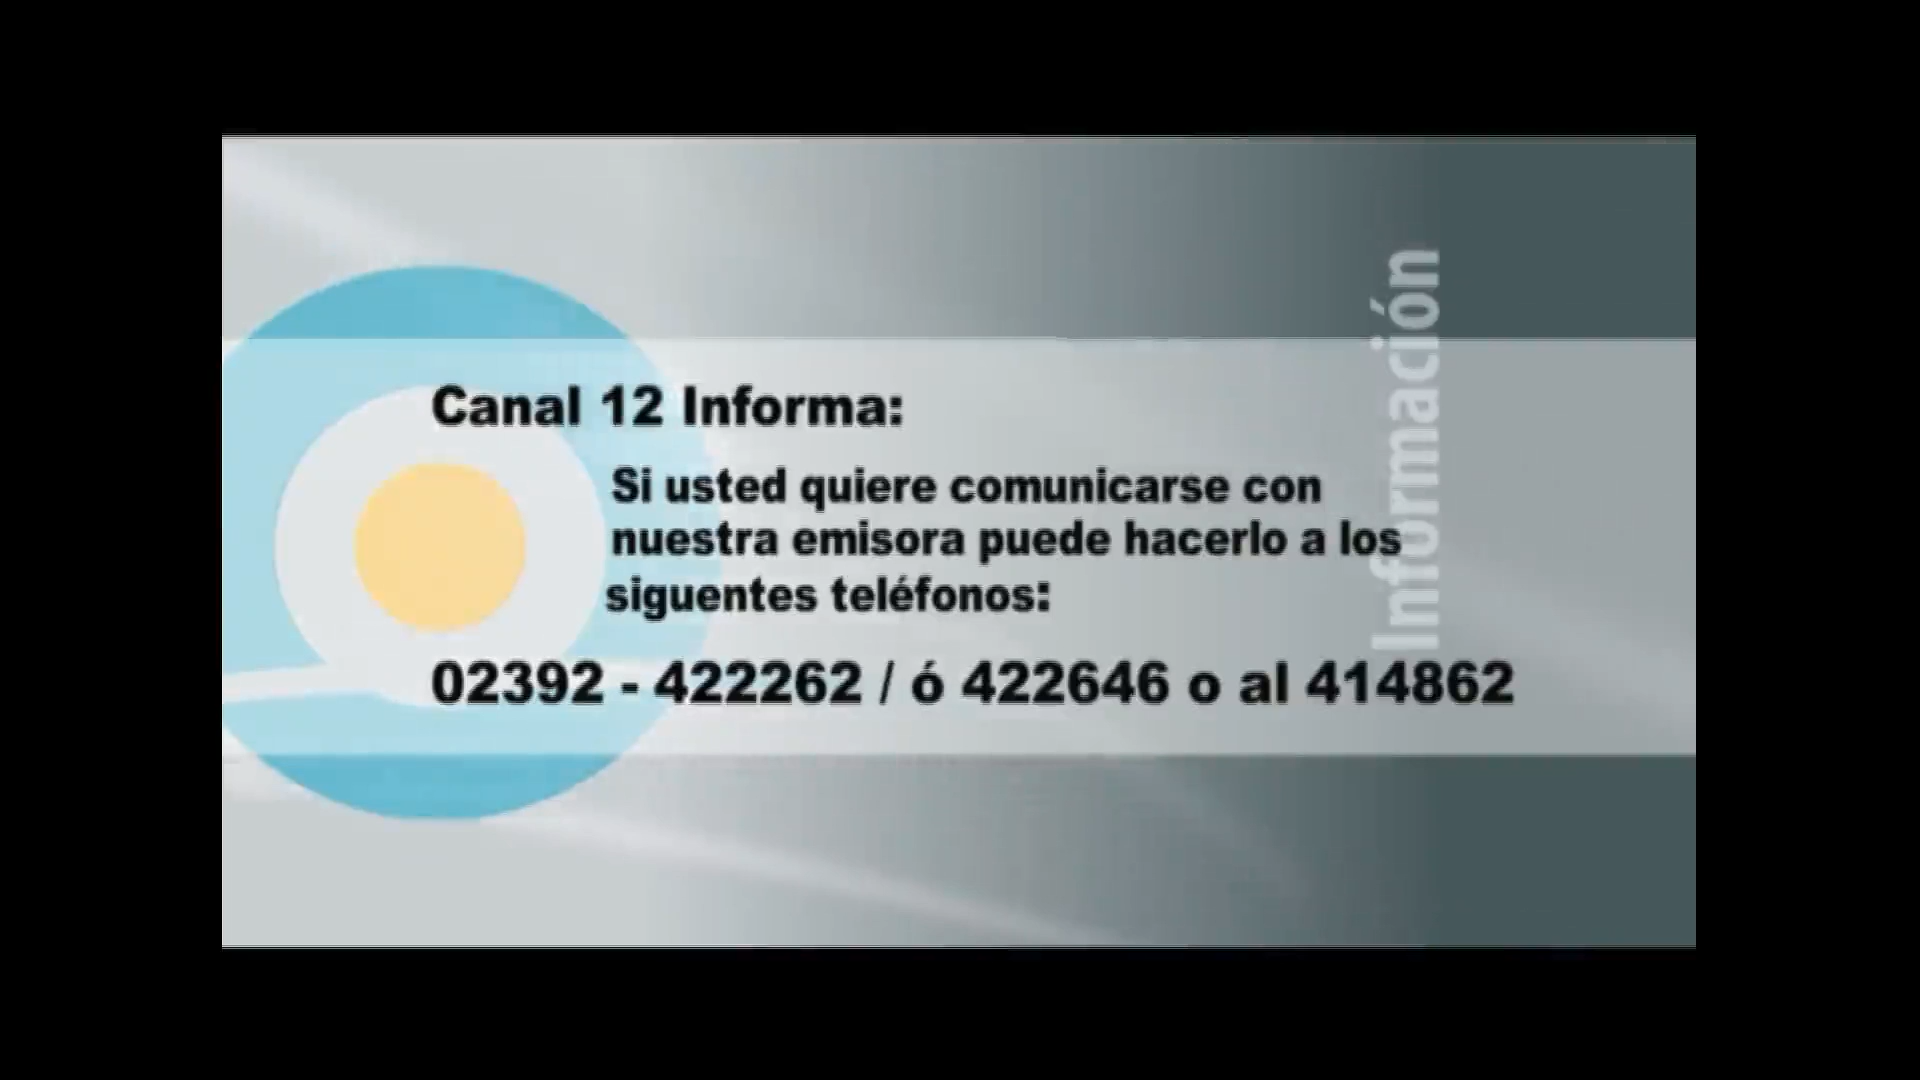 Canal 12 Informa:
Si usted quiere comunicarse con
nuestra emisora puede hacerlo a los
siguentes teléfonos:
02392 - 422262 / ó 422646 o al 414862
Información